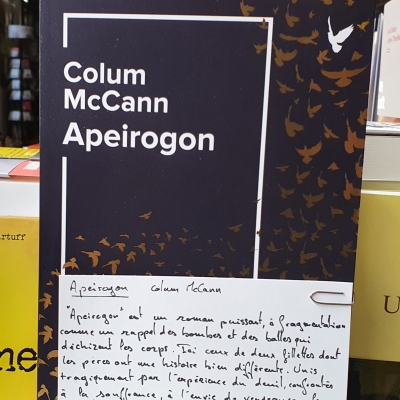 Colum
McCann
Apeirogon
Apeirogon Colum McCann
"Apeirogon" est un roman puissant, à fragmentation
comme un rappel des bombes et des balles qui
déchizent les corps. Ici ceux de deux fillettes dont
les pères ont une histoire bien différente. Unis
tragiquement par l'expérience du deuil, confrontés
à la souffrance, à l'envie de vengeance,
ne
U